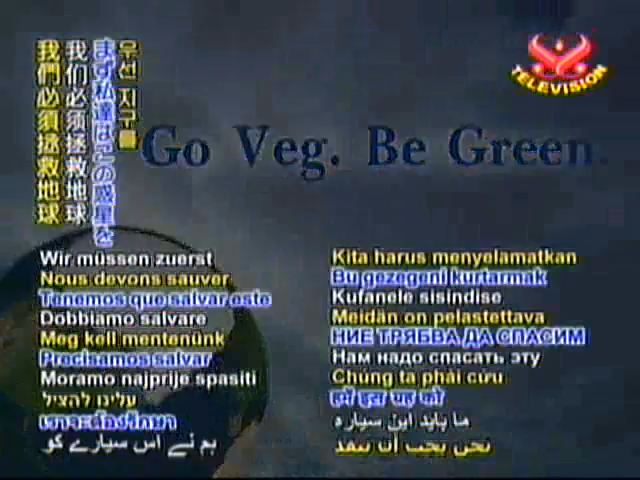 我們必須拯救地球
我们必须拯救地球
まず私達はこの惑星を
우선 지구를
TELEVISION
Go Veg. Be Green.
Wir müssen zuerst
Nous devons sauver
Tenemos que salvar este
Dobbiamo salvare
Meg kell mentenünk
Precisamos salvar
Moramo najprije spasiti
עלינו להציל
เราจะต้องรักษา
ہم نے اس سیارے کو
Kita harus menyelamatkan
Bu gezegeni kurtarmak
Kufanele sisindise
Meidän on pelastettava
НИЕ ТРЯБВА ДА СПАСИМ
Нам надо спасать эту
Chúng ta phải cứu
हमें इस ग्रह को
ما باید این سیاره
نحن يجب أن ننقذ